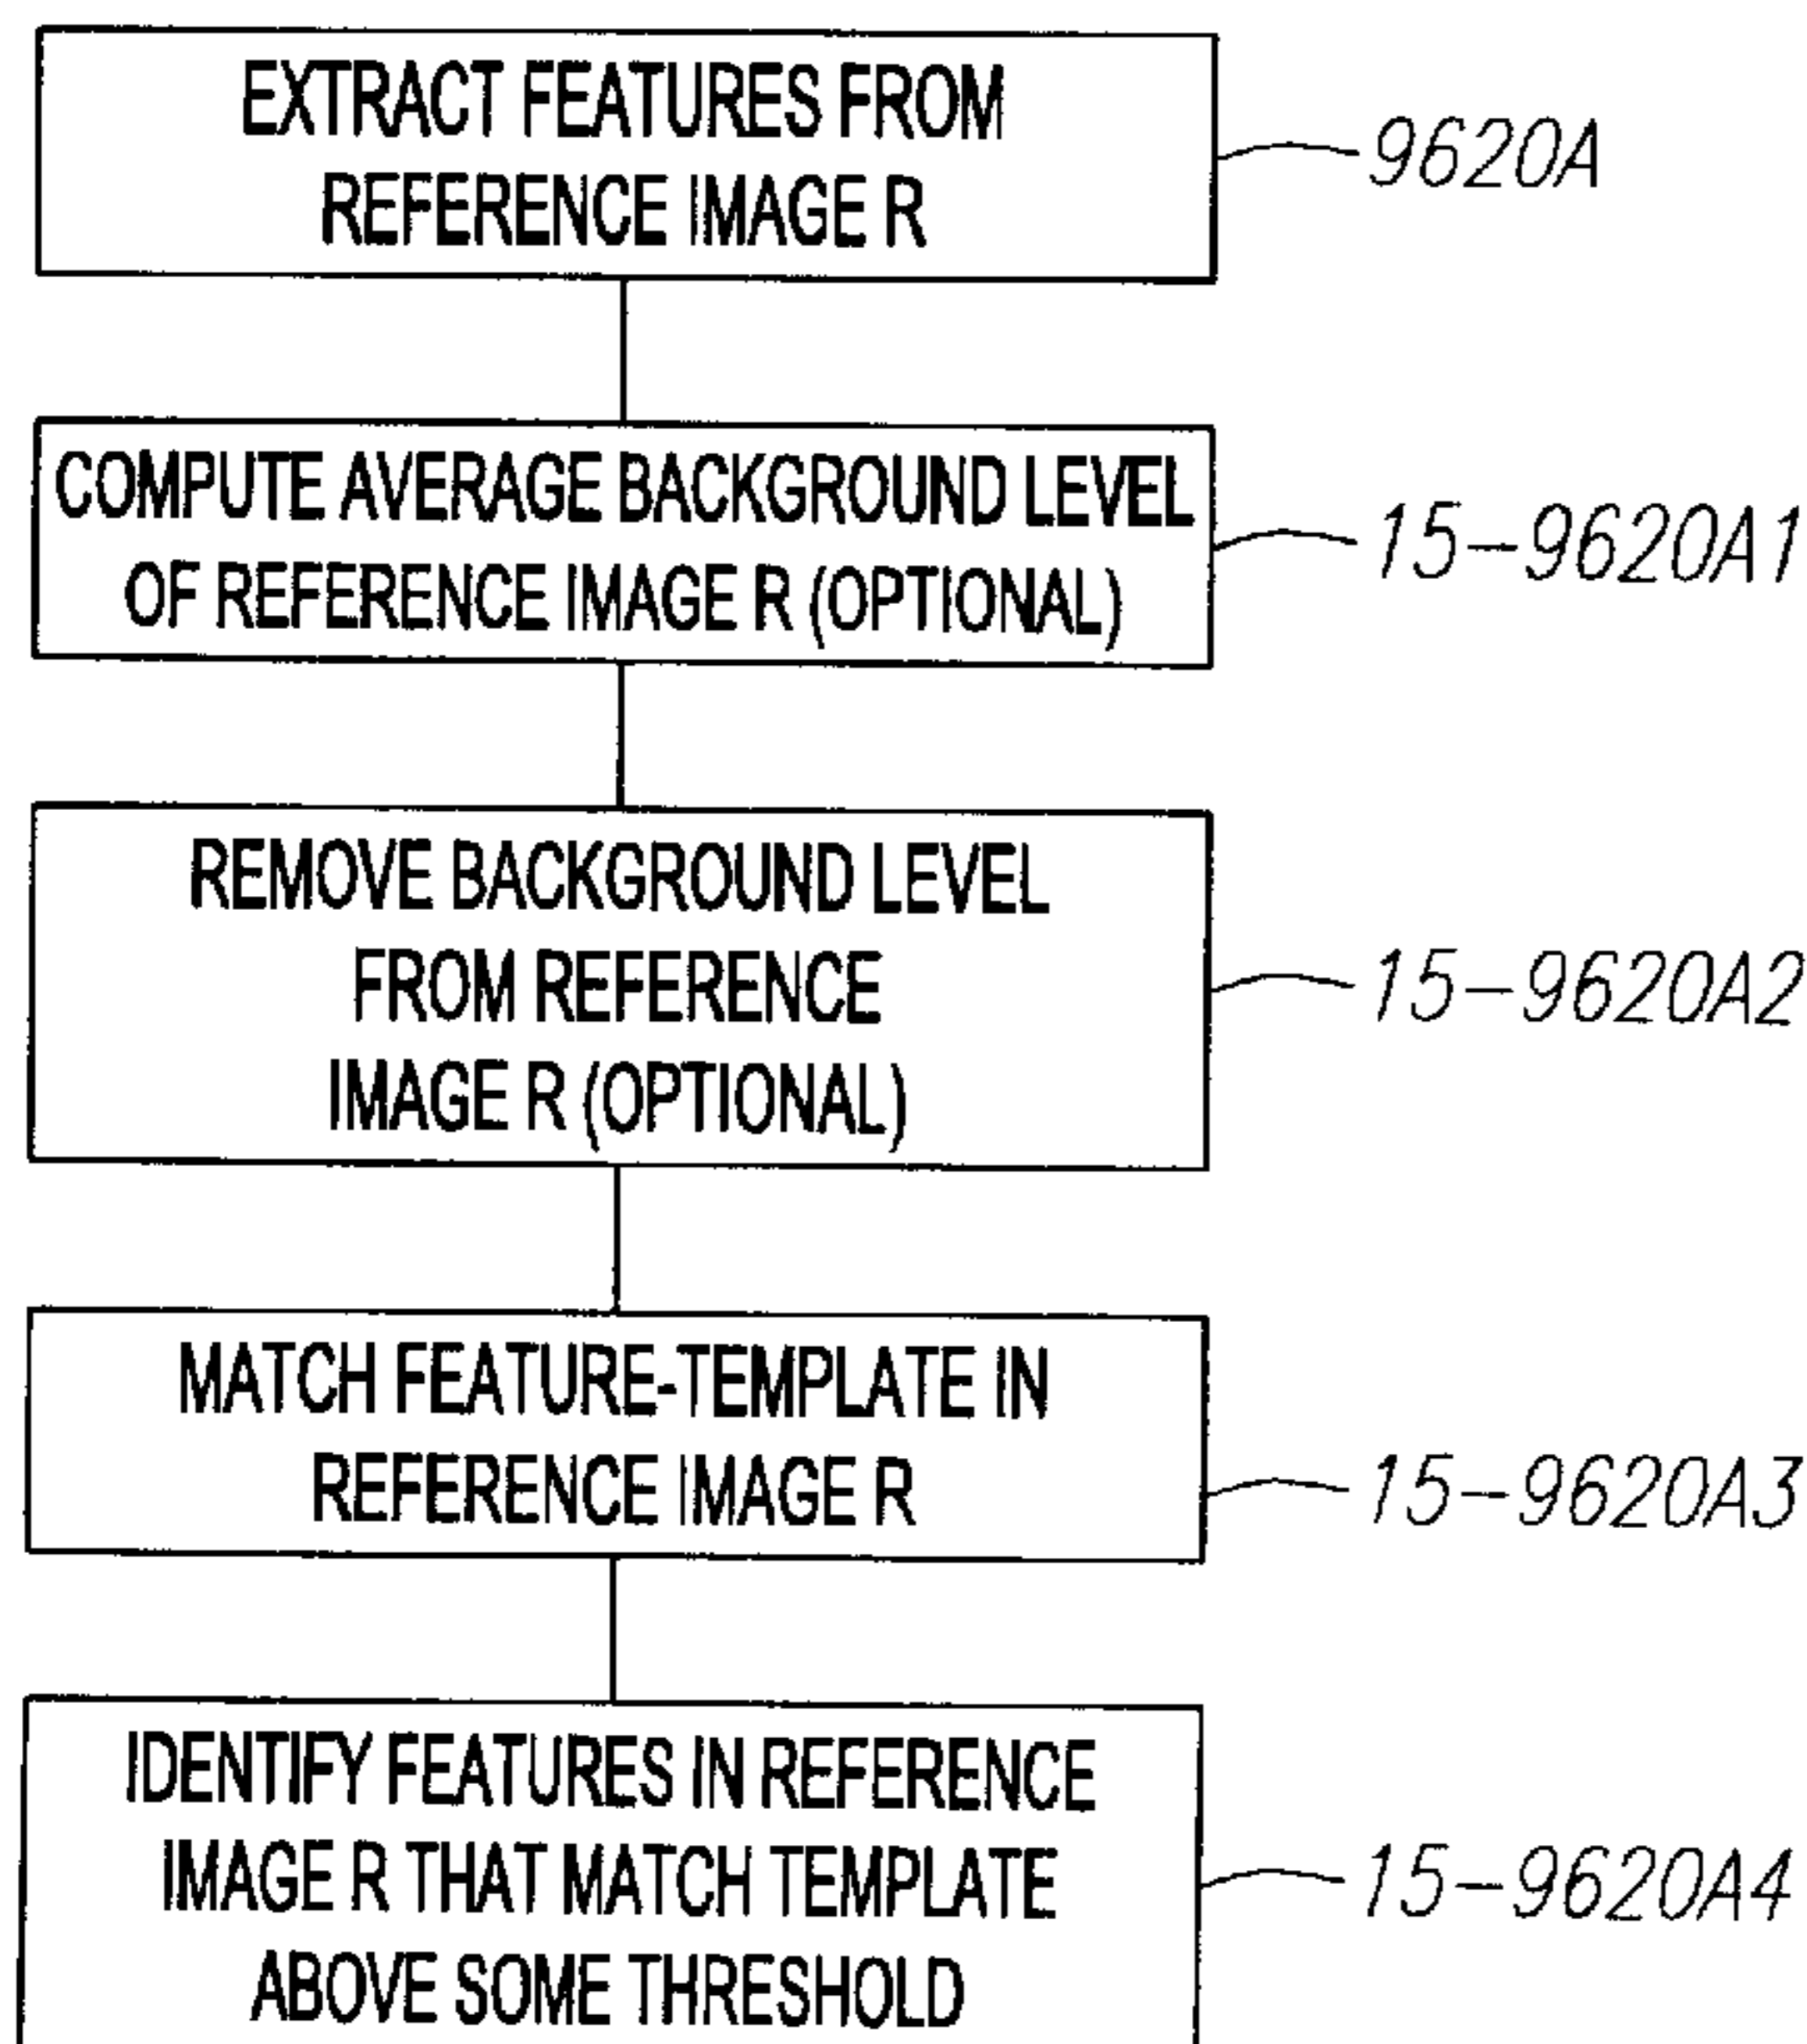 EXTRACT FEATURES FROM
REFERENCE IMAGE R
9620A
COMPUTE AVERAGE BACKGROUND LEVEL
OF REFERENCE IMAGE R (OPTIONAL)
15-9620A1
REMOVE BACKGROUND LEVEL
FROM REFERENCE
IMAGE R (OPTIONAL)
15-9620A2
MATCH FEATURE-TEMPLATE IN
REFERENCE IMAGE R
15-9620A3
IDENTIFY FEATURES IN REFERENCE
IMAGE R THAT MATCH TEMPLATE
ABOVE SOME THRESHOLD
15-9620A4